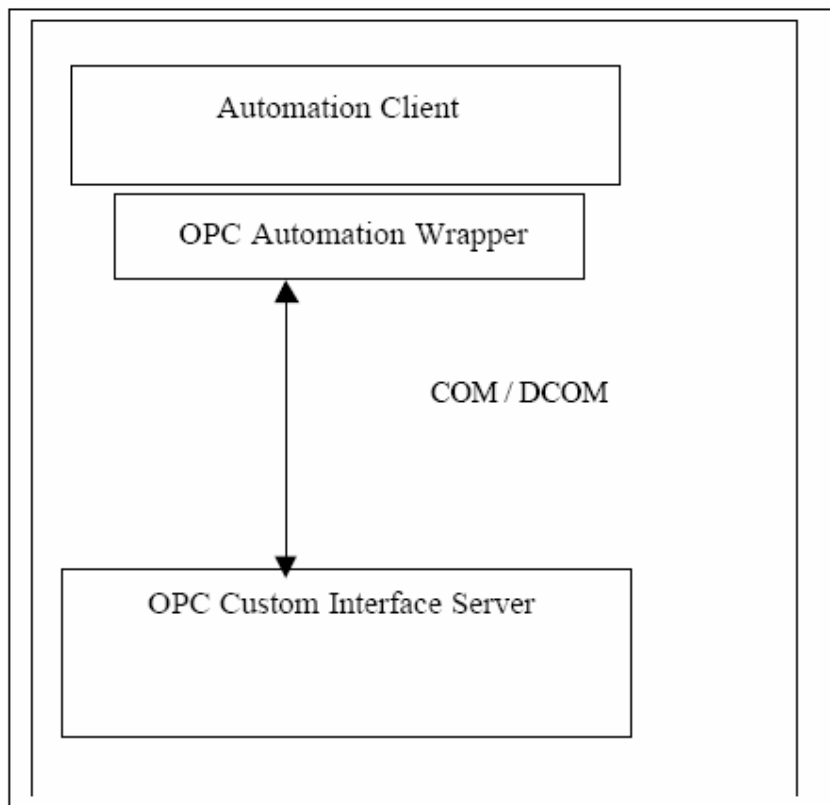 Automation Client
OPC Automation Wrapper
COM / DCOM
OPC Custom Interface Server